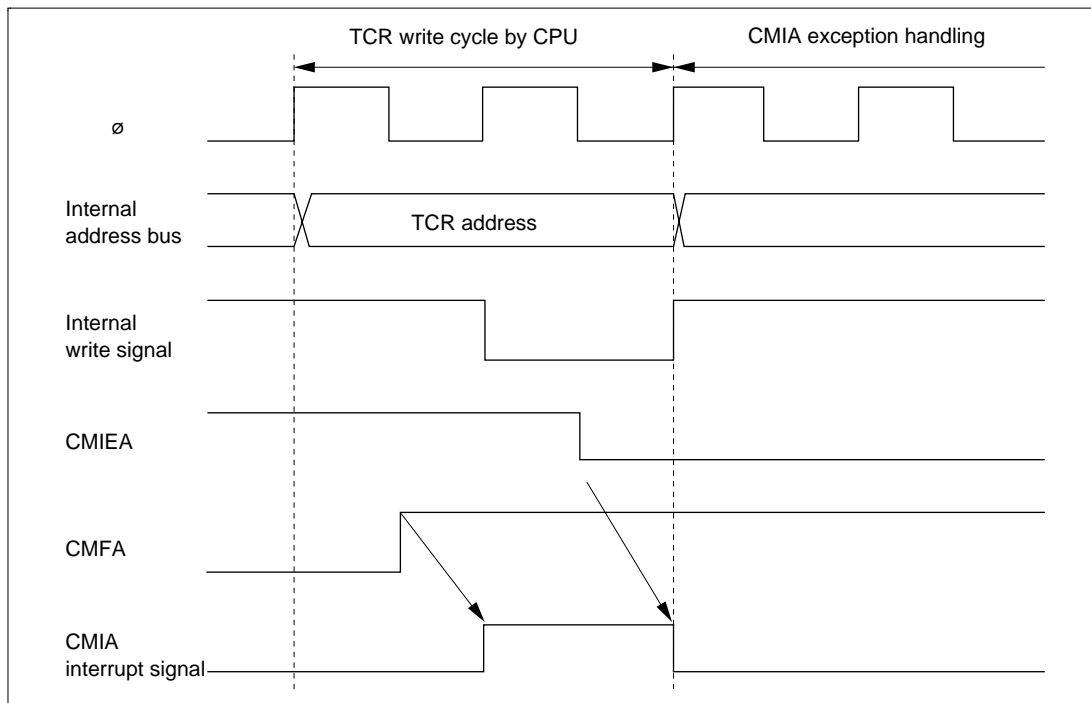 TCR write cycle by CPU
CMIA exception handling
ø
Internal
address bus
TCR address
Internal
write signal
CMIEA
CMFA
CMIA
interrupt signal